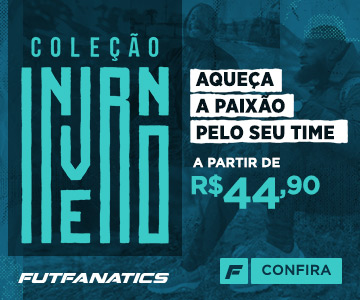 COLEÇÃO
INVERNO
FUTFANATICS
AQUEÇA
A PAIXÃO
PELO SEU TIME
A PARTIR DE
R$44,90
F CONFIRA